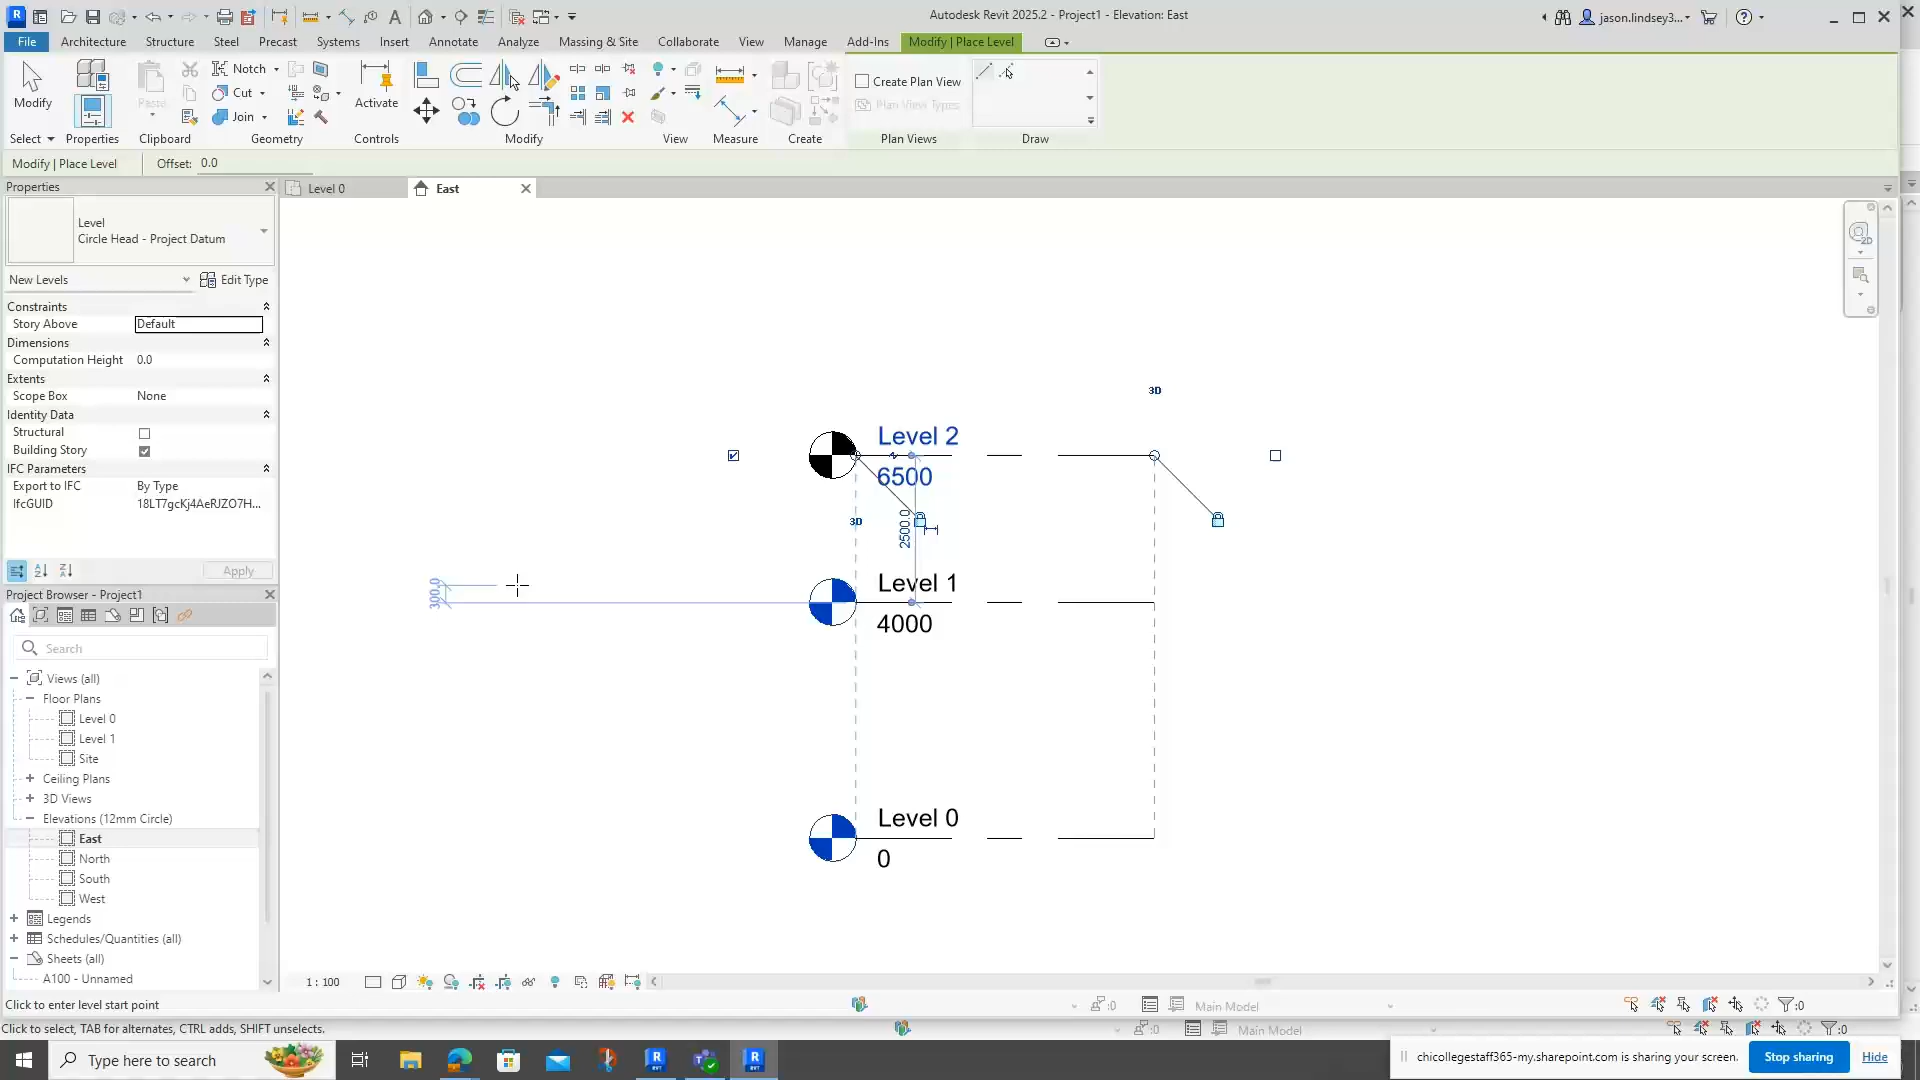 Autodesk Revit 2025.2 - Project1 - Elevation: East
jason.lindsey3...
File Architecture Structure Steel Precast Systems Insert Annotate Analyze Massing & Site Collaborate View Manage Add-Ins Modify | Place Level
Modify
Paste
Notch
Cut
Join
Activate
Create Plan View
Plan View Types
Select Properties Clipboard Geometry Controls Modify View Measure Create Plan Views Draw
Modify | Place Level Offset: 0.0
Properties
Level 0
East
Level
Circle Head - Project Datum
New Levels Edit Type
Constraints
Story Above Default
Dimensions
Computation Height 0.0
Extents
Scope Box None
Identity Data
Structural
Building Story
IFC Parameters
Export to IFC By Type
IfcGUID 18LT7gcKj4AeRJZO7H...
Apply
Project Browser - Project1
Search
Views (all)
Floor Plans
Level 0
Level 1
Site
Ceiling Plans
3D Views
Elevations (12mm Circle)
East
North
South
West
Legends
Schedules/Quantities (all)
Sheets (all)
A100 - Unnamed
2D
3D
Level 2
6500
3D
2500.0
300.0
Level 1
4000
Level 0
0
1 : 100
Click to enter level start point
:0
Main Model
:0
Click to select, TAB for alternates, CTRL adds, SHIFT unselects.
:0
Main Model
:0
Type here to search
chicollegestaff365-my.sharepoint.com is sharing your screen.
Stop sharing
Hide